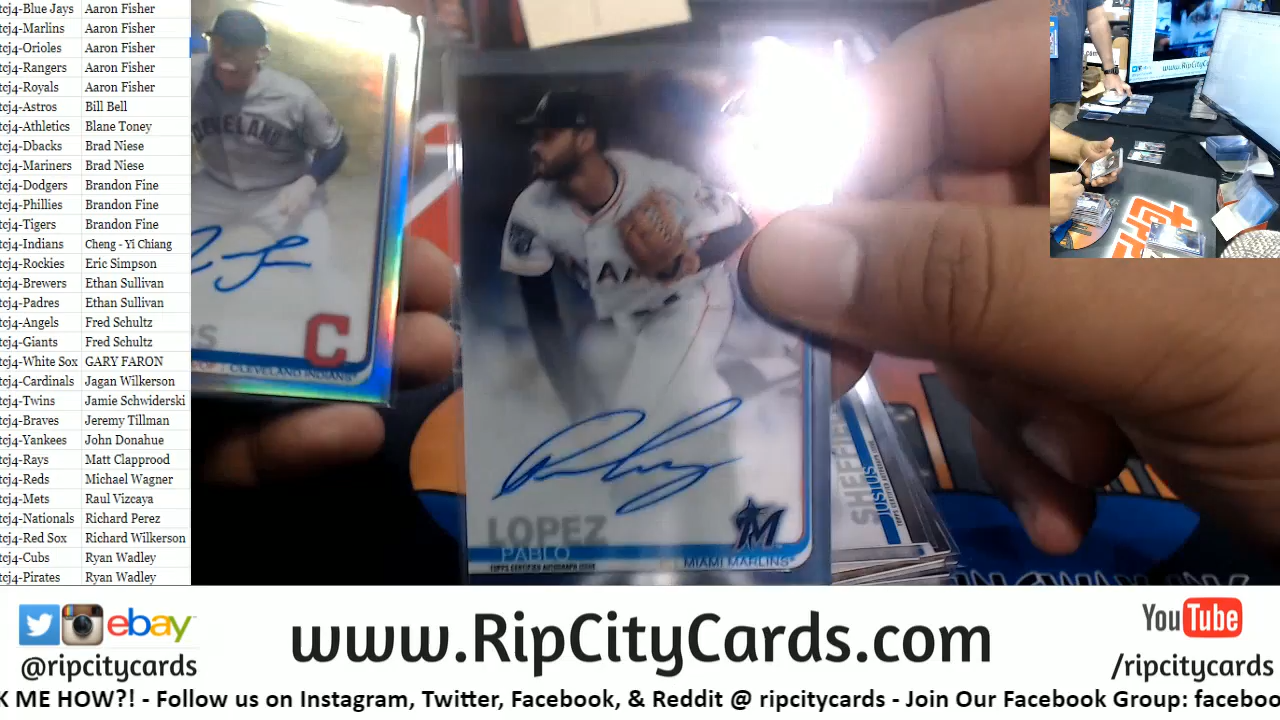 tcj4-Blue Jays Aaron Fisher
tcj4-Marlins Aaron Fisher
tcj4-Orioles Aaron Fisher
tcj4-Rangers Aaron Fisher
tcj4-Royals Aaron Fisher
tcj4-Astros Bill Bell
tcj4-Athletics Blane Toney
tcj4-Dbacks Brad Niese
tcj4-Mariners Brad Niese
tcj4-Dodgers Brandon Fine
tcj4-Phillies Brandon Fine
tcj4-Tigers Brandon Fine
tcj4-Indians Cheng - Yi Chiang
tcj4-Rockies Eric Simpson
tcj4-Brewers Ethan Sullivan
tcj4-Padres Ethan Sullivan
tcj4-Angels Fred Schultz
tcj4-Giants Fred Schultz
tcj4-White Sox GARY FARON
tcj4-Cardinals Jagan Wilkerson
tcj4-Twins Jamie Schwiderski
tcj4-Braves Jeremy Tillman
tcj4-Yankees John Donahue
tcj4-Rays Matt Clapprood
tcj4-Reds Michael Wagner
tcj4-Mets Raul Vizcaya
tcj4-Nationals Richard Perez
tcj4-Red Sox Richard Wilkerson
tcj4-Cubs Ryan Wadley
tcj4-Pirates Ryan Wadley
CLEVELAND
C
CLEVELAND INDIANS
LOPEZ
PABLO
TOPPS CERTIFIED AUTOGRAPH ISSUE
M
MIAMI MARLINS
JUSTUS
ebay
@ripcitycards
www.RipCityCards.com
YouTube
/ripcitycards
K ME HOW?! - Follow us on Instagram, Twitter, Facebook, & Reddit @ ripcitycards - Join Our Facebook Group: facebo